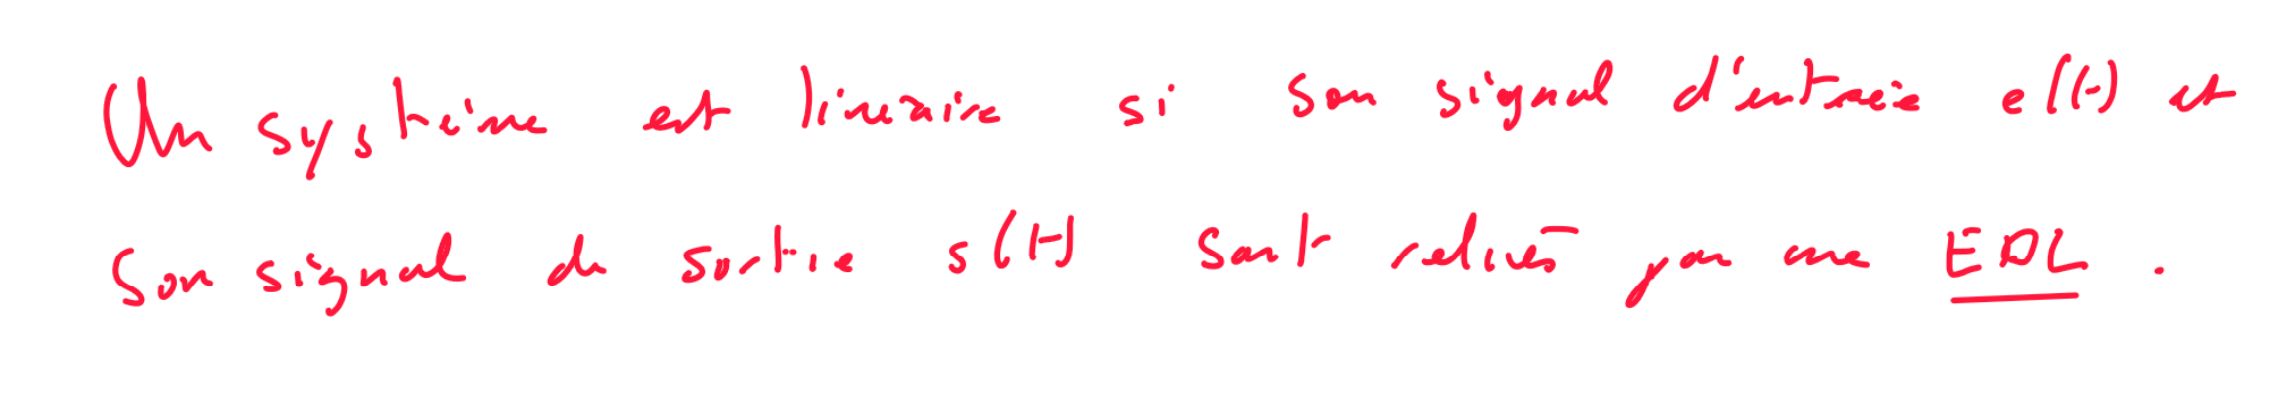 Un système est linéaire si son signal d'entrée e(t) et
son signal de sortie s(t) sont reliés par une EDL.